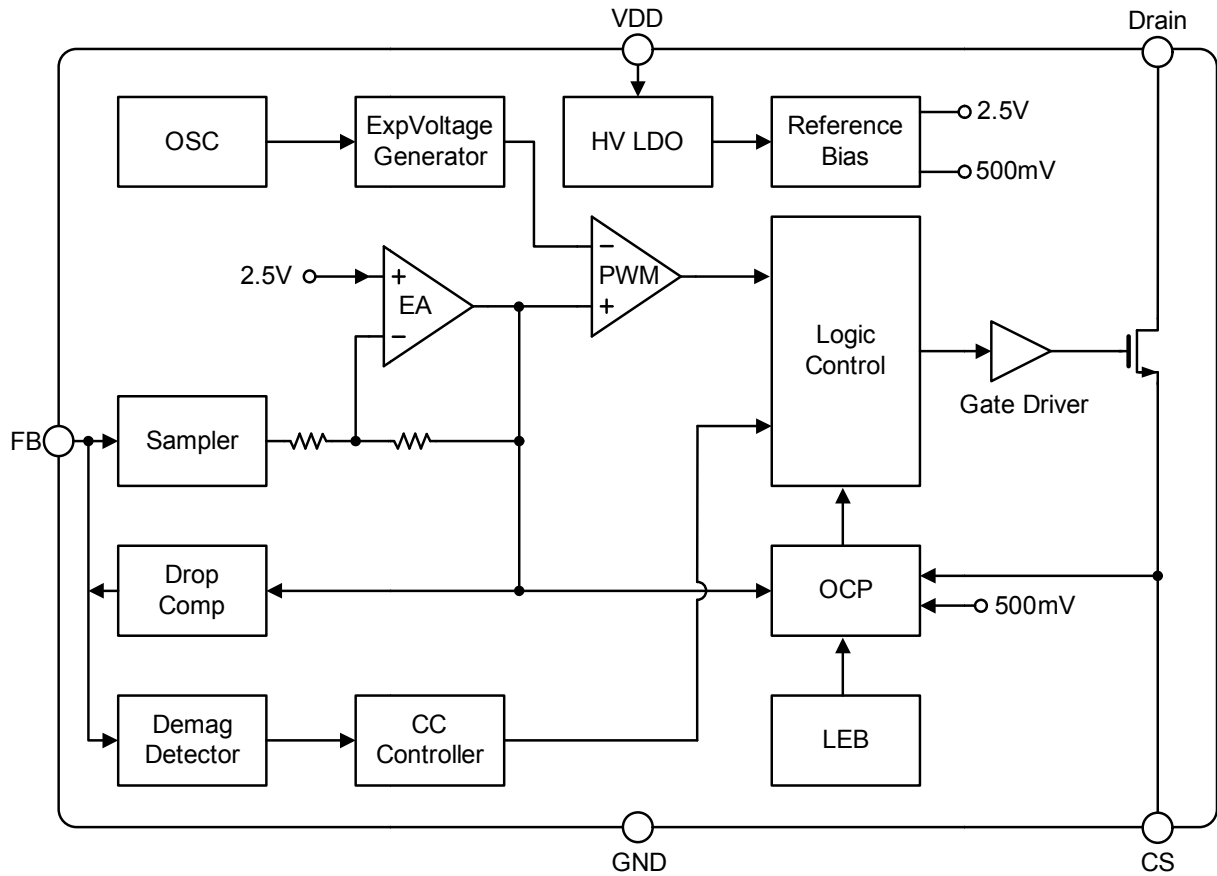 VDD
Drain
OSC
ExpVoltage
Generator
HV LDO
Reference
Bias
2.5V
500mV
2.5V
+
−
EA
−
+
PWM
Logic
Control
Gate Driver
FB
Sampler
Drop
Comp
OCP
500mV
Demag
Detector
CC
Controller
LEB
GND
CS